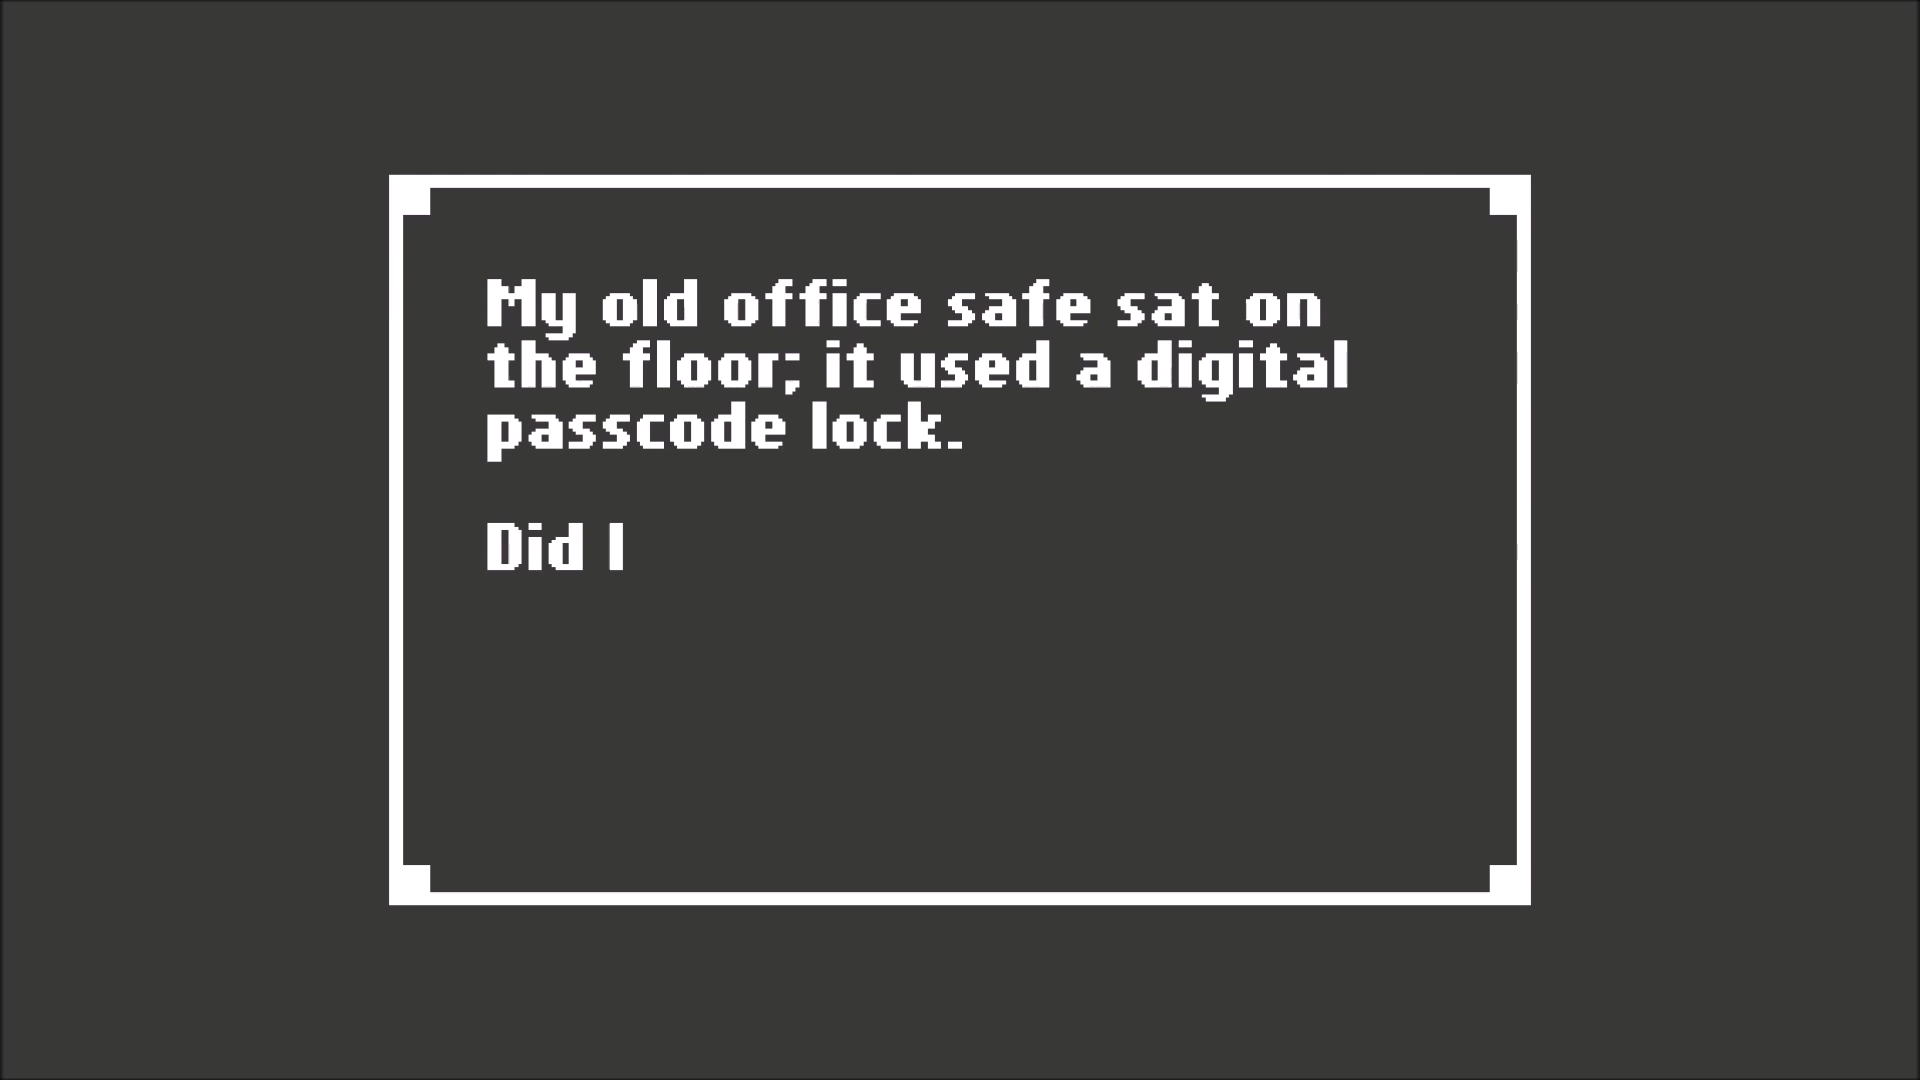 My old office safe sat on
the floor; it used a digital
passcode lock.
Did I